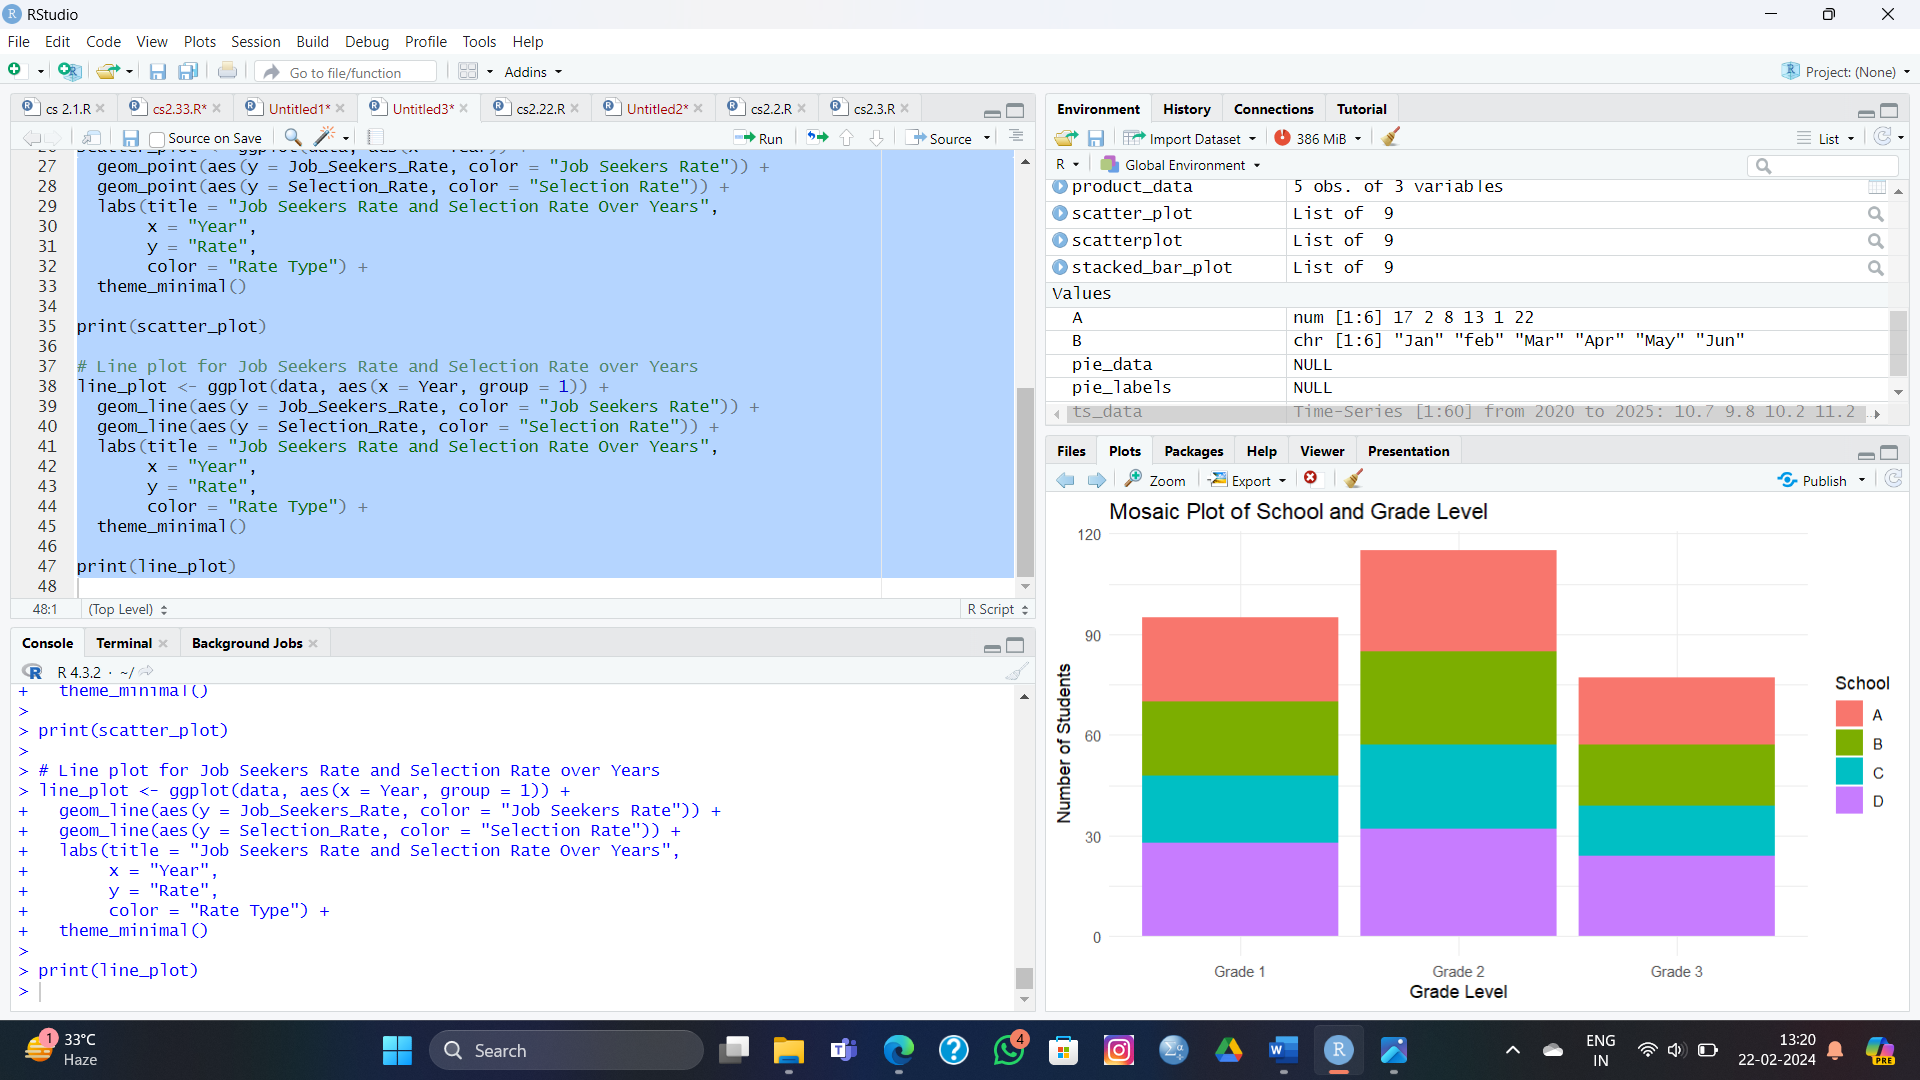 RStudio
File Edit Code View Plots Session Build Debug Profile Tools Help
Go to file/function Addins Project: (None)
cs 2.1.R cs2.33.R* Untitled1* Untitled3* cs2.22.R Untitled2* cs2.2.R cs2.3.R
Source on Save Run Source
27 geom_point(aes(y = Job_Seekers_Rate, color = "Job Seekers Rate")) +
28 geom_point(aes(y = Selection_Rate, color = "Selection Rate")) +
29 labs(title = "Job Seekers Rate and Selection Rate Over Years",
30 x = "Year",
31 y = "Rate",
32 color = "Rate Type") +
33 theme_minimal()
34
35 print(scatter_plot)
36
37 # Line plot for Job Seekers Rate and Selection Rate over Years
38 line_plot <- ggplot(data, aes(x = Year, group = 1)) +
39 geom_line(aes(y = Job_Seekers_Rate, color = "Job Seekers Rate")) +
40 geom_line(aes(y = Selection_Rate, color = "Selection Rate")) +
41 labs(title = "Job Seekers Rate and Selection Rate Over Years",
42 x = "Year",
43 y = "Rate",
44 color = "Rate Type") +
45 theme_minimal()
46
47 print(line_plot)
48
48:1 (Top Level) R Script
Console Terminal Background Jobs
R 4.3.2 · ~/
+ theme_minimal()
>
> print(scatter_plot)
>
> # Line plot for Job Seekers Rate and Selection Rate over Years
> line_plot <- ggplot(data, aes(x = Year, group = 1)) +
+ geom_line(aes(y = Job_Seekers_Rate, color = "Job Seekers Rate")) +
+ geom_line(aes(y = Selection_Rate, color = "Selection Rate")) +
+ labs(title = "Job Seekers Rate and Selection Rate Over Years",
+ x = "Year",
+ y = "Rate",
+ color = "Rate Type") +
+ theme_minimal()
>
> print(line_plot)
>
Environment History Connections Tutorial
Import Dataset 386 MiB List
R Global Environment
product_data 5 obs. of 3 variables
scatter_plot List of 9
scatterplot List of 9
stacked_bar_plot List of 9
Values
A num [1:6] 17 2 8 13 1 22
B chr [1:6] "Jan" "feb" "Mar" "Apr" "May" "Jun"
pie_data NULL
pie_labels NULL
ts_data Time-Series [1:60] from 2020 to 2025: 10.7 9.8 10.2 11.2 ...
Files Plots Packages Help Viewer Presentation
Zoom Export Publish
Mosaic Plot of School and Grade Level
120
90
60
30
0
Number of Students
Grade 1 Grade 2 Grade 3
Grade Level
School
A
B
C
D
1 33°C
Haze
Search
4
ENG
IN
13:20
22-02-2024
PRE